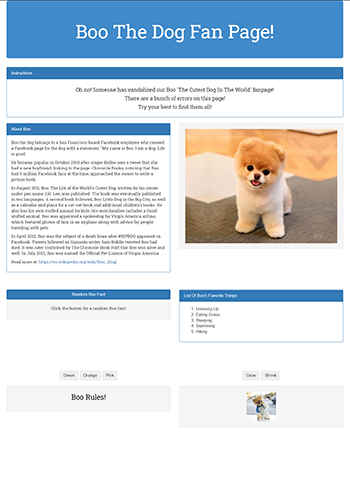 Boo The Dog Fan Page!
Instructions
Oh no! Someone has vandalized our Boo "The Cutest Dog In The World" fanpage!
There are a bunch of errors on this page!
Try your best to find them all!
About Boo
Boo the dog belongs to a San Francisco-based Facebook employee who created
a Facebook page for the dog with a statement "My name is Boo. I am a dog. Life
is good.
He became popular in October 2010 after singer Ke$ha sent a tweet that she
had a new boyfriend, linking to the page. Chronicle Books, noticing that Boo
had 5 million Facebook fans at the time, approached the owner to write a
picture book.
In August 2011, Boo: The Life of the World's Cutest Dog, written by his owner
under pen name J.H. Lee, was published. The book was eventually published
in ten languages. A second book followed, Boo: Little Dog in the Big City, as well
as a calendar and plans for a cut-out book and additional children's books. He
also has his own stuffed animal for kids. His merchandise includes a Gund
stuffed animal. Boo was appointed a spokesdog for Virgin America airline,
which featured photos of him in an airplane along with advice for people
traveling with pets.
In April 2012, Boo was the subject of a death hoax after #RIPBOO appeared on
Facebook. Tweets followed as Gizmodo writer Sam Biddle tweeted Boo had
died. It was later confirmed by The Chronicle Book staff that Boo was alive and
well. In July 2012, Boo was named the Official Pet Liaison of Virgin America.
Read more at https://en.wikipedia.org/wiki/Boo_(dog)
Random Boo Fact
Click the button for a random Boo fact!
List Of Boo's Favorite Things
1. Dressing Up
2. Eating Grass
3. Sleeping
4. Swimming
5. Hiking
Green
Orange
Pink
Grow
Shrink
Boo Rules!